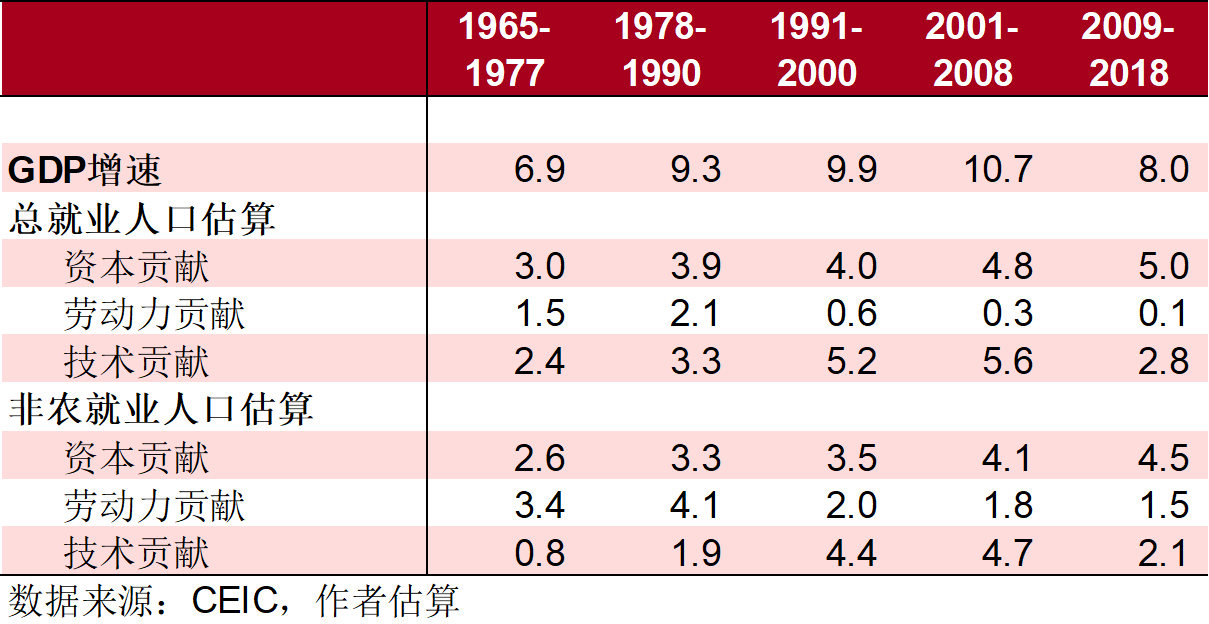 1965-1977 1978-1990 1991-2000 2001-2008 2009-2018
GDP增速 6.9 9.3 9.9 10.7 8.0
总就业人口估算
资本贡献 3.0 3.9 4.0 4.8 5.0
劳动力贡献 1.5 2.1 0.6 0.3 0.1
技术贡献 2.4 3.3 5.2 5.6 2.8
非农就业人口估算
资本贡献 2.6 3.3 3.5 4.1 4.5
劳动力贡献 3.4 4.1 2.0 1.8 1.5
技术贡献 0.8 1.9 4.4 4.7 2.1
数据来源：CEIC，作者估算